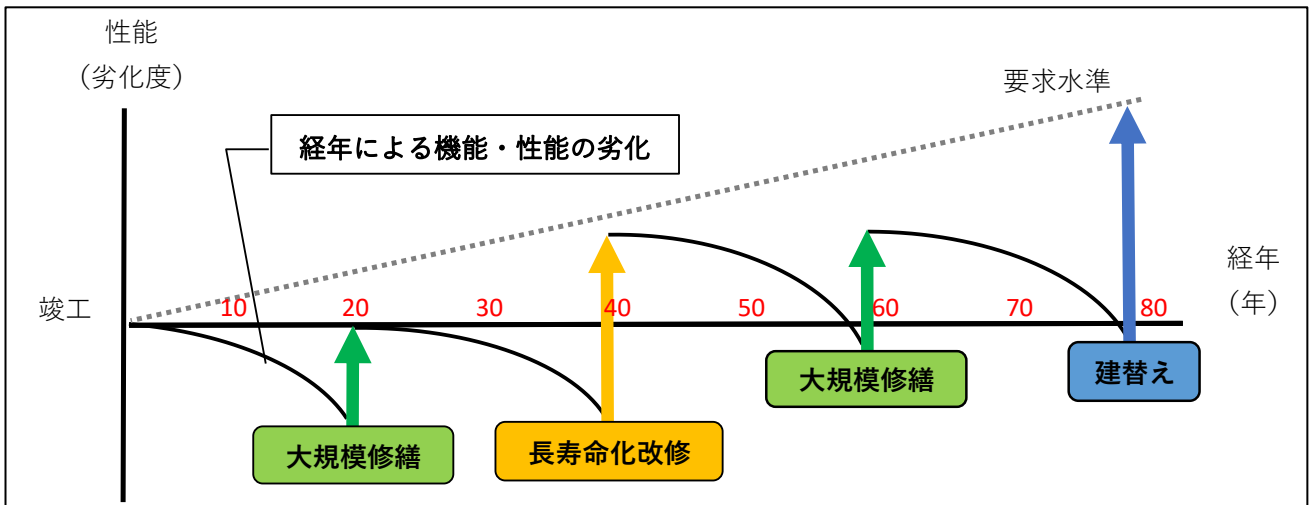 性能
（劣化度）
要求水準
経年による機能・性能の劣化
経年
（年）
竣工
10
20
30
40
50
60
70
80
大規模修繕
建替え
大規模修繕
長寿命化改修